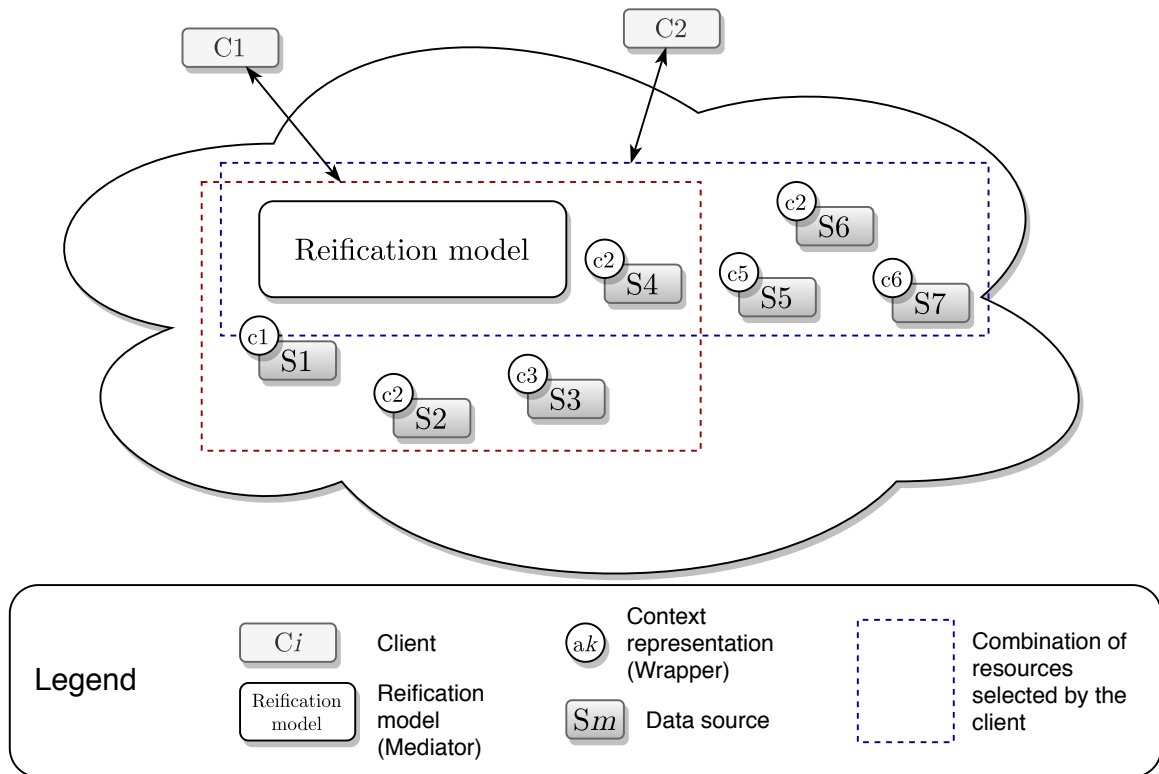 C1
C2
Reification model
c2
S4
c2
S6
c5
S5
c6
S7
c1
S1
c2
S2
c3
S3
Legend
Ci
Client
Reification
model
Reification
model
(Mediator)
ak
Context
representation
(Wrapper)
Sm
Data source
Combination of
resources
selected by the
client